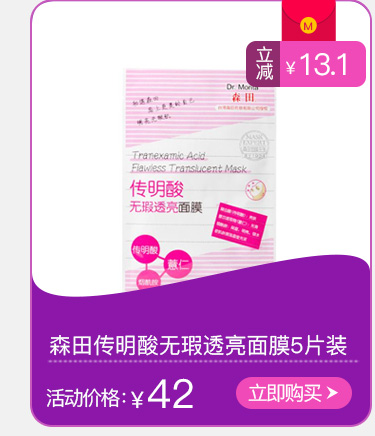 M
立减
¥13.1
Dr. Morita
森田
Tranexamic Acid
Flawless Translucent Mask
传明酸
无瑕透亮面膜
传明酸
薏仁
森田传明酸无瑕透亮面膜5片装
活动价格:¥42
立即购买